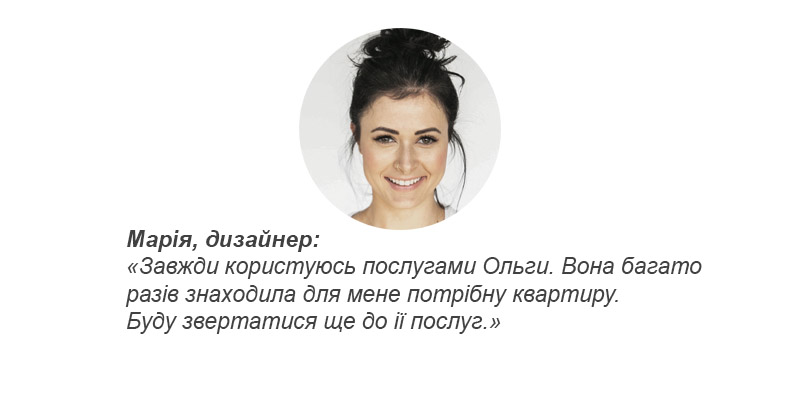 Марія, дизайнер:
«Завжди користуюсь послугами Ольги. Вона багато
разів знаходила для мене потрібну квартиру.
Буду звертатися ще до ії послуг.»